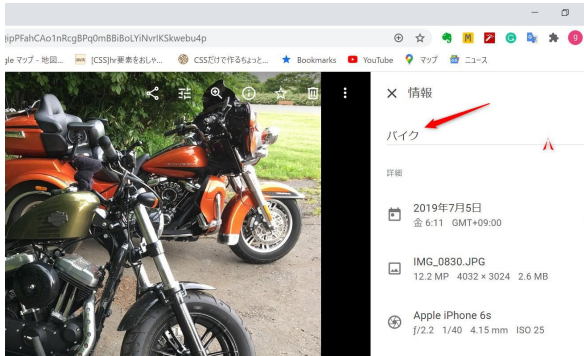 ipPFahCAo1nRcgBPq0mBBiBoLYiNvrIKSkwebu4p
gle マップ - 地図...
[CSS]hr要素をおしゃ...
CSSだけで作るちょっと...
Bookmarks
YouTube
マップ
ニュース
情報
バイク
詳細
2019年7月5日
金 6:11 GMT+09:00
IMG_0830.JPG
12.2 MP 4032 × 3024 2.6 MB
Apple iPhone 6s
ƒ/2.2 1/40 4.15 mm ISO 25